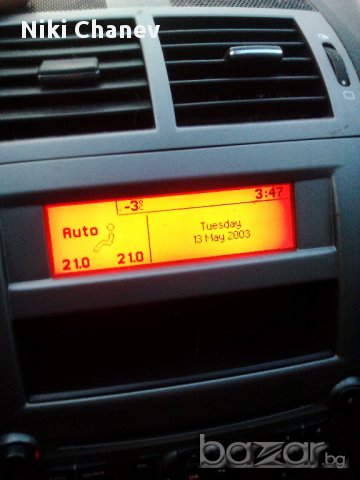 Niki Chanev
-3°C 3:47
Auto
Tuesday
13 May 2003
21.0 21.0
bazar.bg